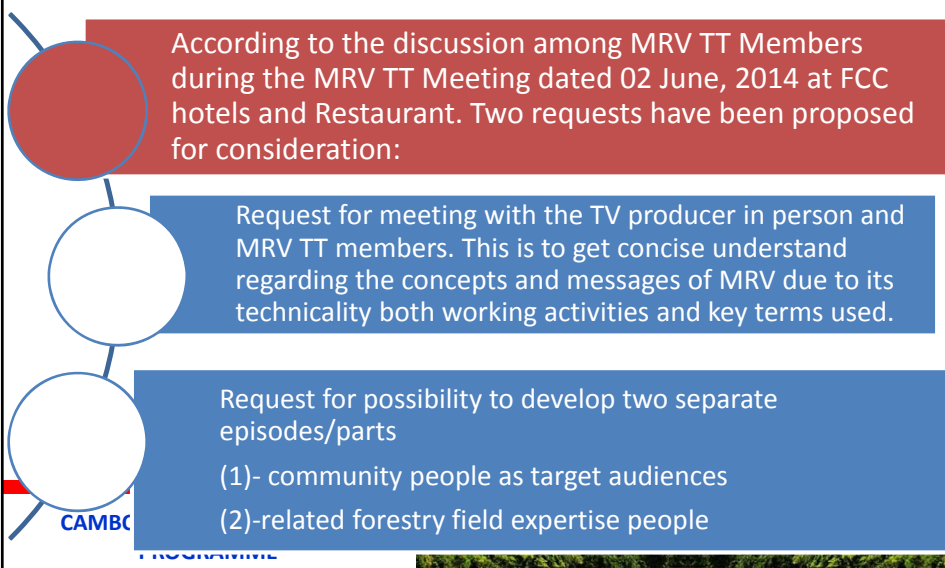 According to the discussion among MRV TT Members
during the MRV TT Meeting dated 02 June, 2014 at FCC
hotels and Restaurant. Two requests have been proposed
for consideration:
Request for meeting with the TV producer in person and
MRV TT members. This is to get concise understand
regarding the concepts and messages of MRV due to its
technicality both working activities and key terms used.
Request for possibility to develop two separate
episodes/parts
(1)- community people as target audiences
(2)-related forestry field expertise people
PROGRAMME